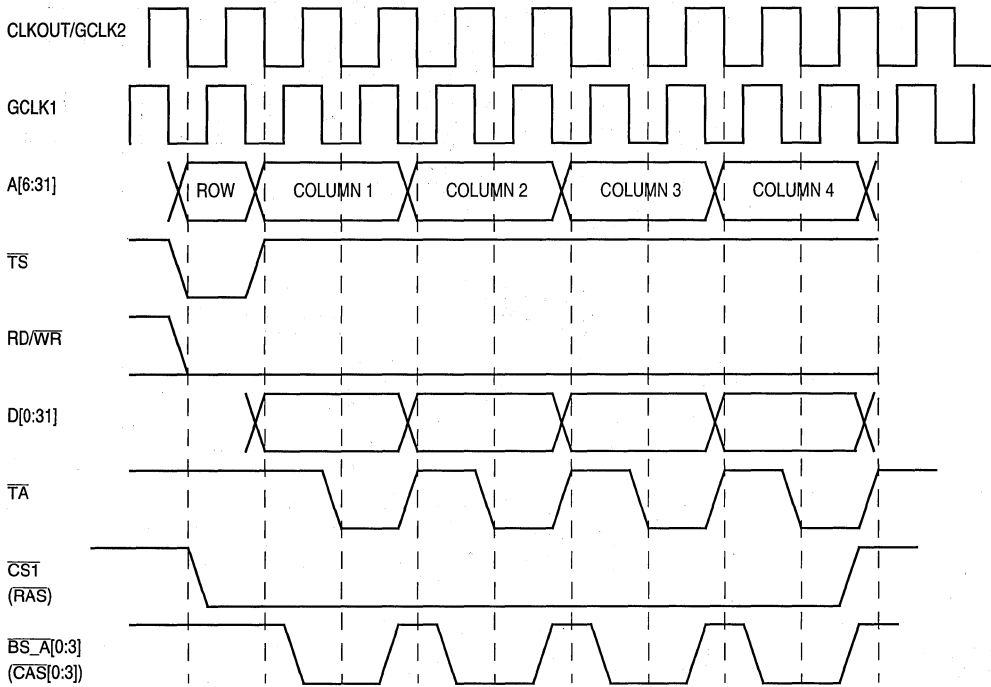 CLKOUT/GCLK2
GCLK1
A[6:31]
ROW
COLUMN 1
COLUMN 2
COLUMN 3
COLUMN 4
TS
RD/WR
D[0:31]
TA
CS1
(RAS)
BS_A[0:3]
(CAS[0:3])